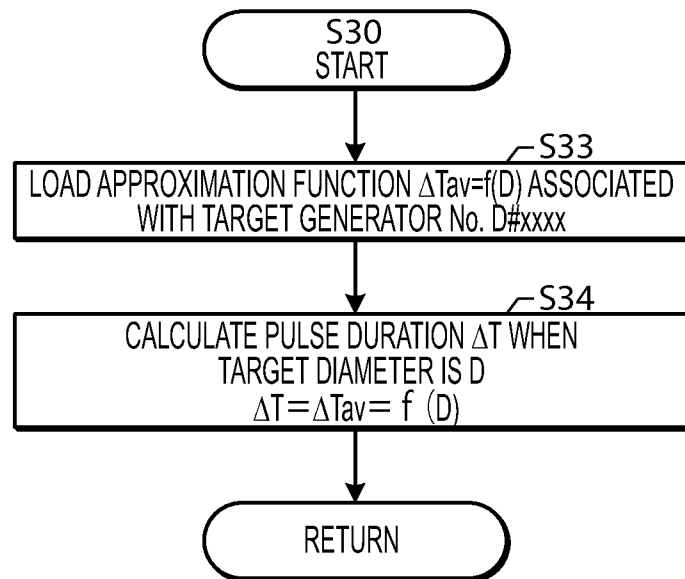 S30
START
S33
LOAD APPROXIMATION FUNCTION ΔTav=f(D) ASSOCIATED
WITH TARGET GENERATOR No. D#xxxx
S34
CALCULATE PULSE DURATION ΔT WHEN
TARGET DIAMETER IS D
ΔT=ΔTav= f (D)
RETURN